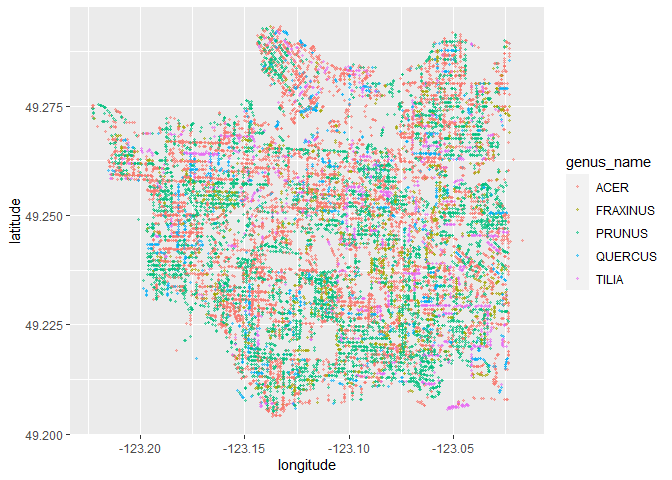 49.275
49.250
49.225
49.200
latitude
-123.20
-123.15
-123.10
-123.05
longitude
genus_name
ACER
FRAXINUS
PRUNUS
QUERCUS
TILIA